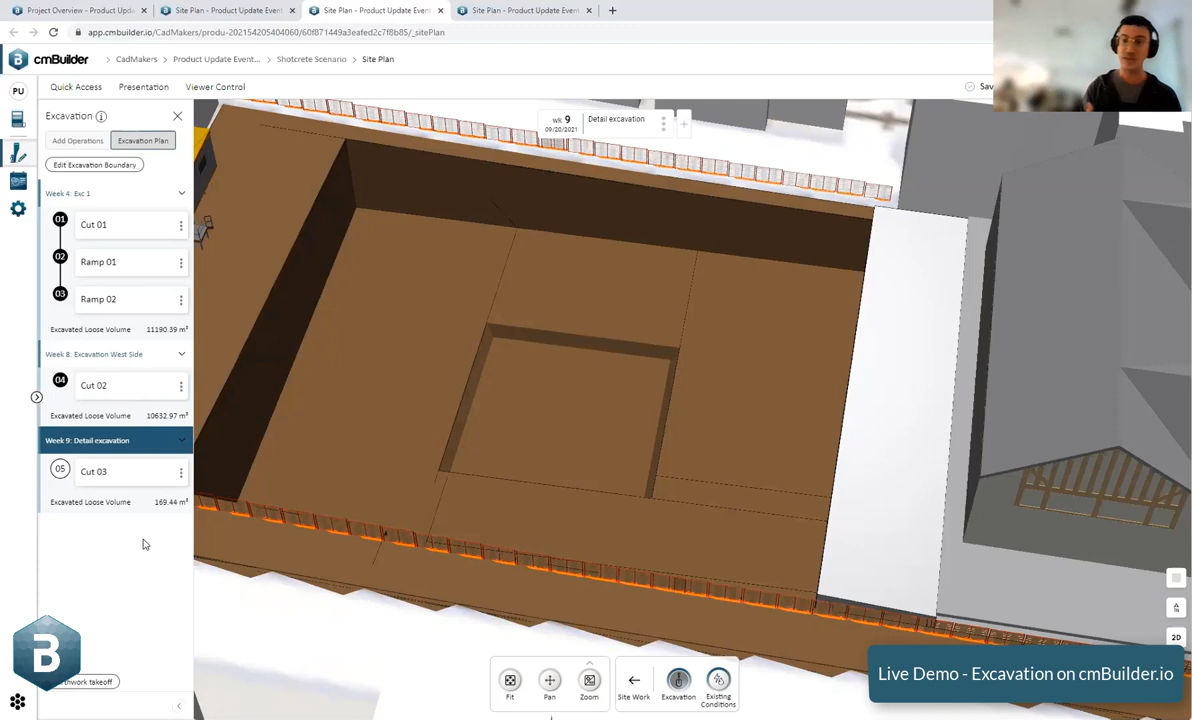 Project Overview - Product Upda
Site Plan - Product Update Event
Site Plan - Product Update Event
Site Plan - Product Update Event
app.cmbuilder.io/CadMakers/produ-202154205404060/60f871449a3eafed2c7f8b85/_sitePlan
cmBuilder
CadMakers
Product Update Event...
Shotcrete Scenario
Site Plan
PU
Quick Access
Presentation
Viewer Control
Sav
Excavation
Add Operations
Excavation Plan
Edit Excavation Boundary
wk 9
09/20/2021
Detail excavation
Week 4: Exc 1
01
Cut 01
02
Ramp 01
03
Ramp 02
Excavated Loose Volume 11190.39 m³
Week 8: Excavation West Side
04
Cut 02
Excavated Loose Volume 10632.97 m³
Week 9: Detail excavation
05
Cut 03
Excavated Loose Volume 169.44 m³
thwork takeoff
B
Fit
Pan
Zoom
Site Work
Excavation
Existing
Conditions
2D
Live Demo - Excavation on cmBuilder.io